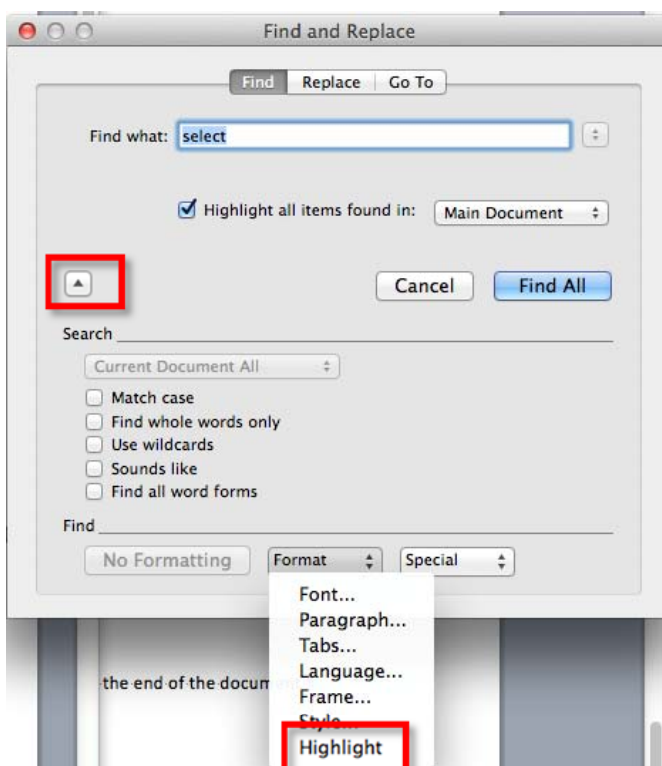 Find and Replace
Find Replace Go To
Find what: select
Highlight all items found in: Main Document
Cancel Find All
Search
Current Document All
Match case
Find whole words only
Use wildcards
Sounds like
Find all word forms
Find
No Formatting Format Special
Font...
Paragraph...
Tabs...
Language...
the·end·of·the·docum
Frame...
Style...
Highlight